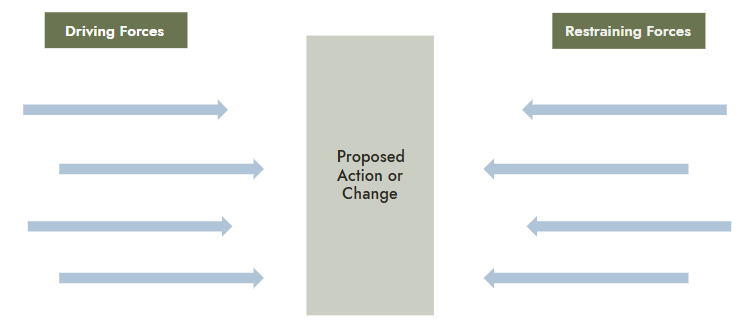 Driving Forces
Restraining Forces
Proposed
Action or
Change